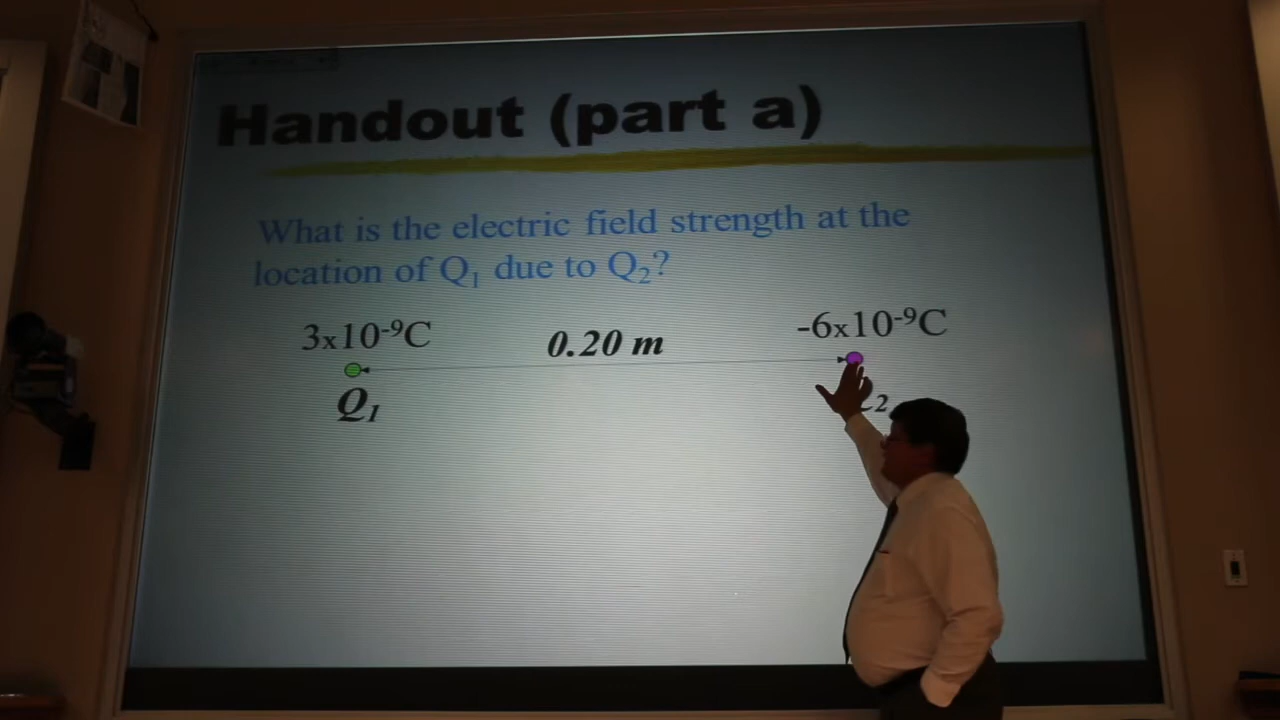 Handout (part a)
What is the electric field strength at the
location of Q₁ due to Q₂?
3x10⁻⁹C 0.20 m -6x10⁻⁹C
Q₁